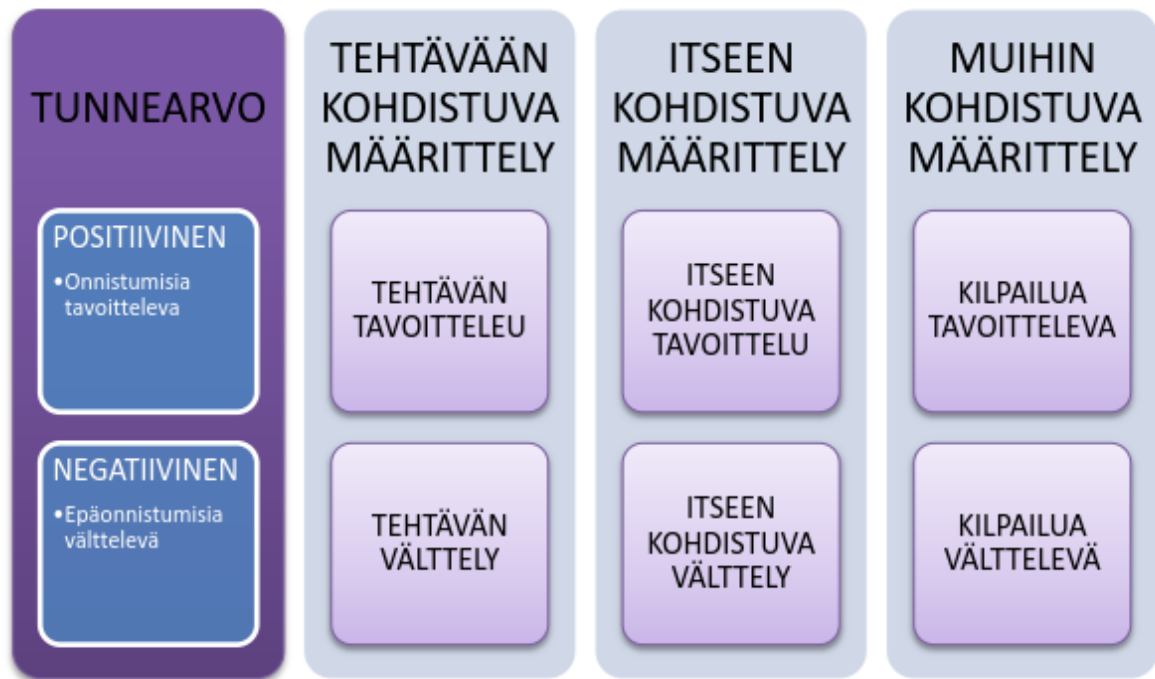 TUNNEARVO
POSITIIVINEN
•Onnistumisia
tavoitteleva
NEGATIIVINEN
•Epäonnistumisia
välttelevä
TEHTÄVÄÄN
KOHDISTUVA
MÄÄRITTELY
TEHTÄVÄN
TAVOITTELEU
TEHTÄVÄN
VÄLTTELY
ITSEEN
KOHDISTUVA
MÄÄRITTELY
ITSEEN
KOHDISTUVA
TAVOITTELU
ITSEEN
KOHDISTUVA
VÄLTTELY
MUIHIN
KOHDISTUVA
MÄÄRITTELY
KILPAILUA
TAVOITTELEVA
KILPAILUA
VÄLTTELEVÄ